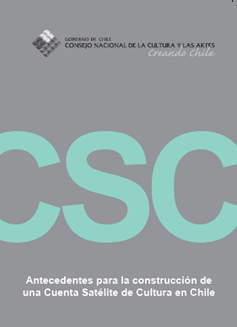 GOBIERNO DE CHILE
CONSEJO NACIONAL DE LA CULTURA Y LAS ARTES
Creando Chile
CSC
Antecedentes para la construcción de
una Cuenta Satélite de Cultura en Chile